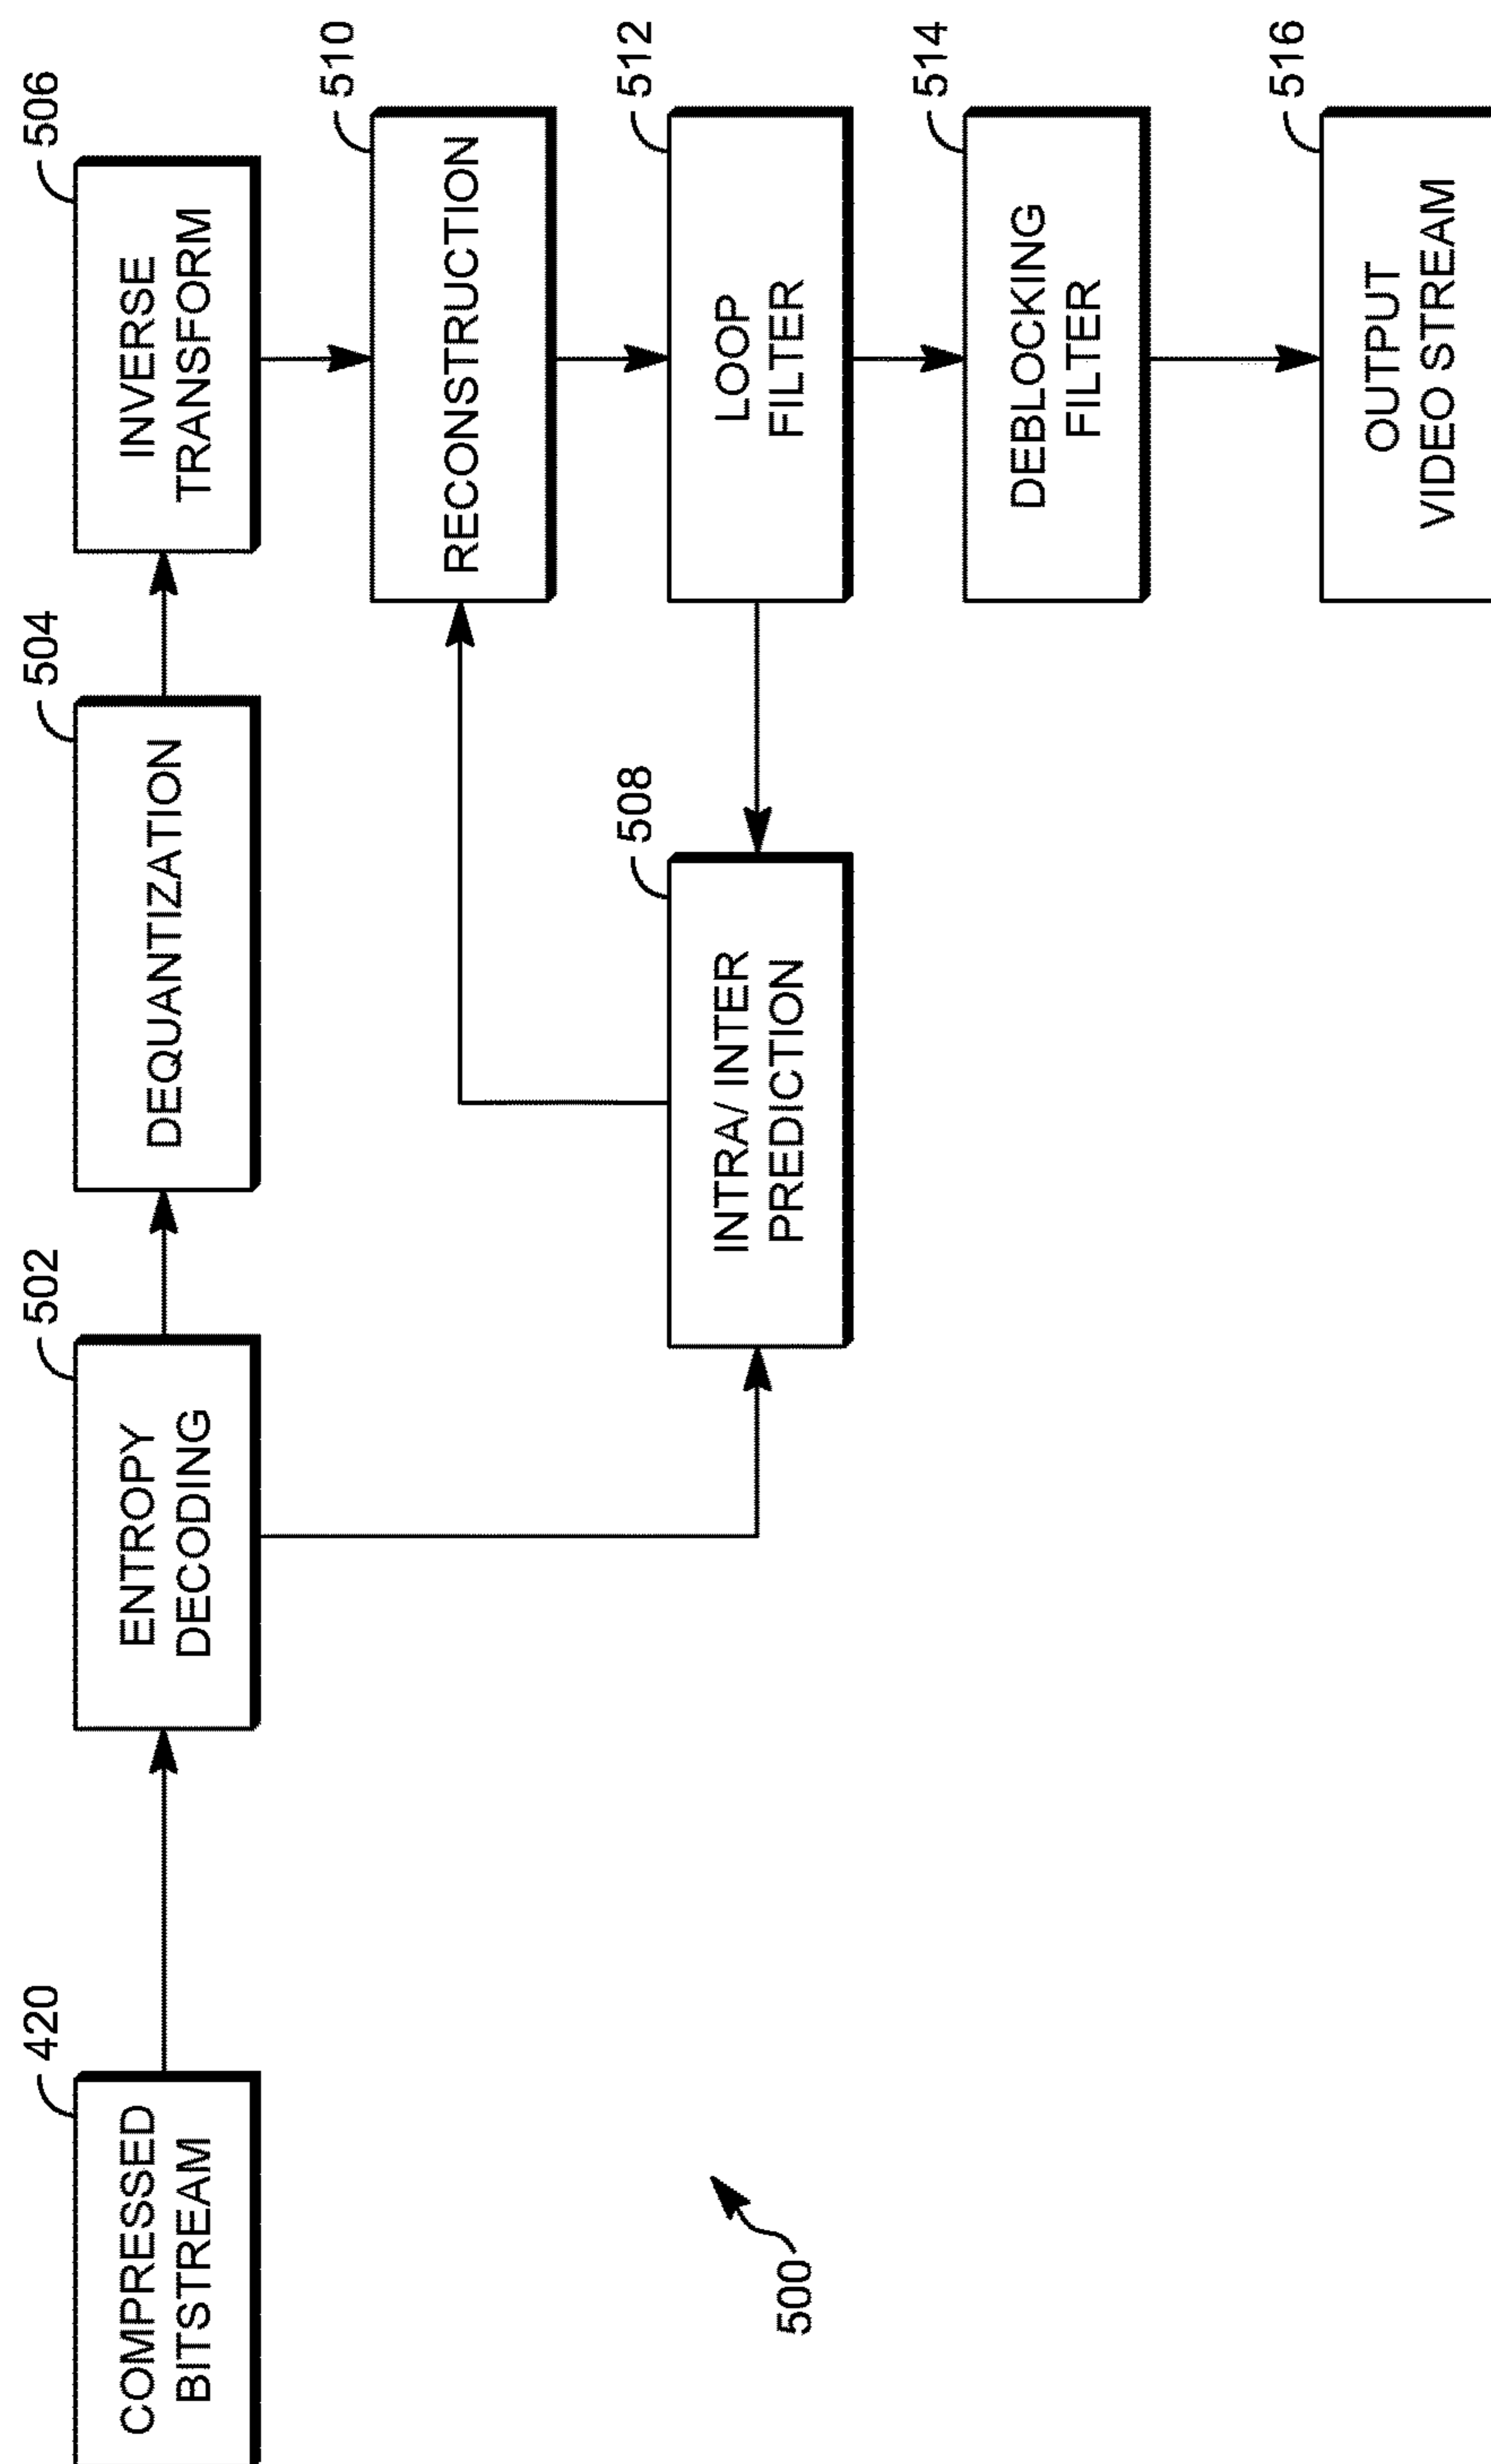 420
COMPRESSED
BITSTREAM
502
ENTROPY
DECODING
504
DEQUANTIZATION
506
INVERSE
TRANSFORM
510
RECONSTRUCTION
508
INTRA/ INTER
PREDICTION
512
LOOP
FILTER
514
DEBLOCKING
FILTER
516
OUTPUT
VIDEO STREAM
500